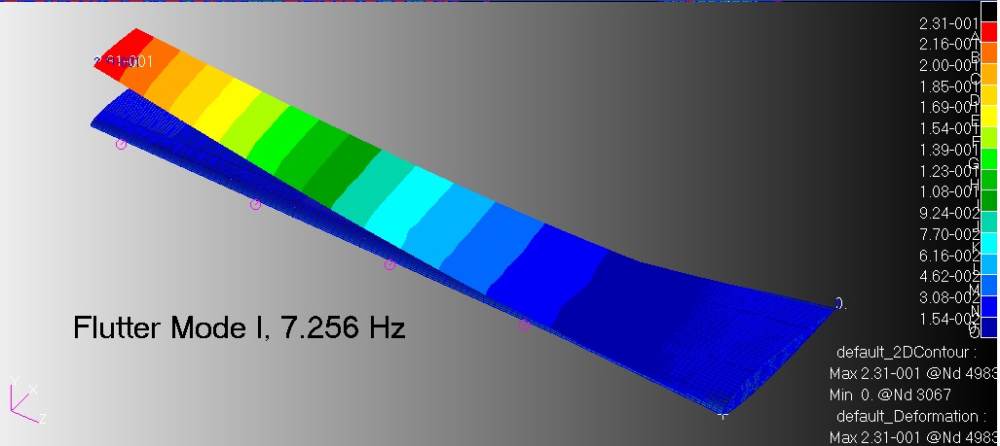 2.31-001
2.16-001
2.00-001
1.85-001
1.69-001
1.54-001
1.39-001
1.23-001
1.08-001
9.24-002
7.70-002
6.16-002
4.62-002
3.08-002
1.54-002
A
B
C
D
E
F
G
H
I
J
K
L
M
N
2.31-001
0.
Flutter Mode I, 7.256 Hz
Y
X
Z
default_2DContour :
Max 2.31-001 @Nd 4983
Min 0. @Nd 3067
default_Deformation :
Max 2.31-001 @Nd 4983